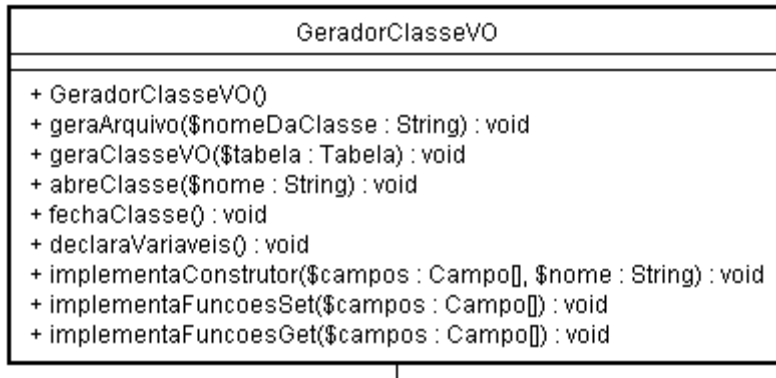 GeradorClasseVO
+ GeradorClasseVO()
+ geraArquivo($nomeDaClasse : String) : void
+ geraClasseVO($tabela : Tabela) : void
+ abreClasse($nome : String) : void
+ fechaClasse() : void
+ declaraVariaveis() : void
+ implementaConstrutor($campos : Campo[], $nome : String) : void
+ implementaFuncoesSet($campos : Campo[]) : void
+ implementaFuncoesGet($campos : Campo[]) : void